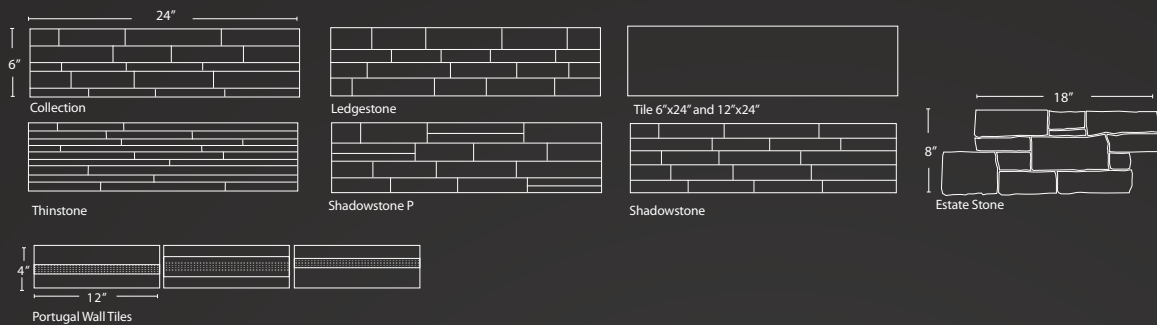 24”
6”
Collection
Ledgestone
Tile 6”x24” and 12”x24”
18”
8”
Thinstone
Shadowstone P
Shadowstone
Estate Stone
4”
12”
Portugal Wall Tiles